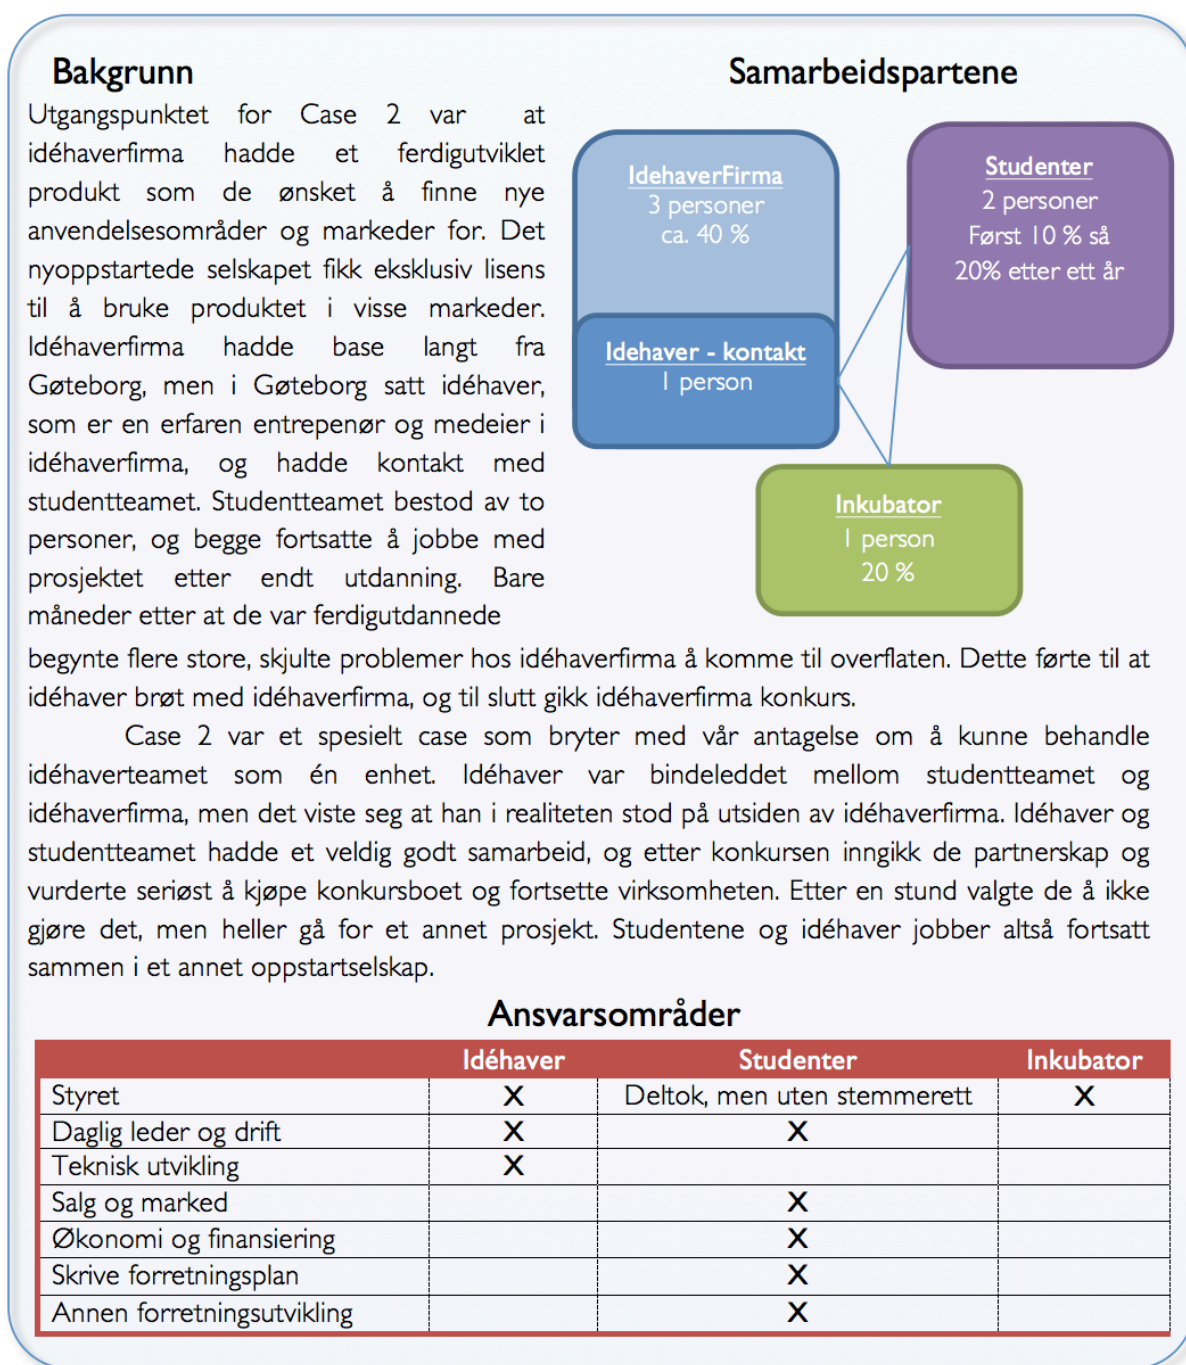 Bakgrunn
Utgangspunktet for Case 2 var at
idéhaverfirma hadde et ferdigutviklet
produkt som de ønsket å finne nye
anvendelsesområder og markeder for. Det
nyoppstartede selskapet fikk eksklusiv lisens
til å bruke produktet i visse markeder.
Idéhaverfirma hadde base langt fra
Gøteborg, men i Gøteborg satt idéhaver,
som er en erfaren entrepenør og medeier i
idéhaverfirma, og hadde kontakt med
studentteamet. Studentteamet bestod av to
personer, og begge fortsatte å jobbe med
prosjektet etter endt utdanning. Bare
måneder etter at de var ferdigutdannede
Samarbeidspartene
IdehaverFirma
3 personer
ca. 40 %
Idehaver - kontakt
1 person
Studenter
2 personer
Først 10 % så
20% etter ett år
Inkubator
1 person
20 %
begynte flere store, skjulte problemer hos idéhaverfirma å komme til overflaten. Dette førte til at
idéhaver brøt med idéhaverfirma, og til slutt gikk idéhaverfirma konkurs.
Case 2 var et spesielt case som bryter med vår antagelse om å kunne behandle
idéhaverteamet som én enhet. Idéhaver var bindeleddet mellom studentteamet og
idéhaverfirma, men det viste seg at han i realiteten stod på utsiden av idéhaverfirma. Idéhaver og
studentteamet hadde et veldig godt samarbeid, og etter konkursen inngikk de partnerskap og
vurderte seriøst å kjøpe konkursboet og fortsette virksomheten. Etter en stund valgte de å ikke
gjøre det, men heller gå for et annet prosjekt. Studentene og idéhaver jobber altså fortsatt
sammen i et annet oppstartselskap.
Ansvarsområder
Idéhaver Studenter Inkubator
Styret X Deltok, men uten stemmerett X
Daglig leder og drift X X
Teknisk utvikling X
Salg og marked X
Økonomi og finansiering X
Skrive forretningsplan X
Annen forretningsutvikling X